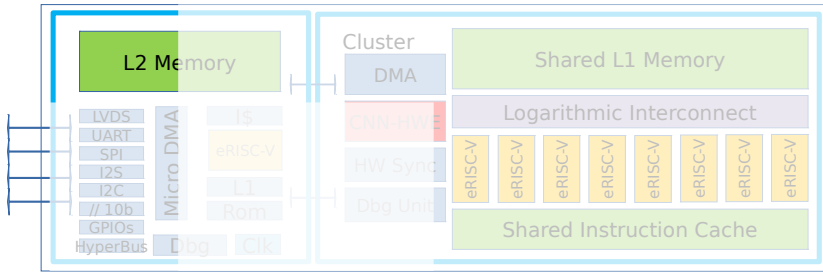 L2 Memory
LVDS
UART
SPI
I2S
I2C
// 10b
GPIOs
HyperBus
Micro DMA
I$
eRISC-V
L1
Rom
Dbg
Clk
Cluster
DMA
CNN-HWE
HW Sync
Dbg Unit
Shared L1 Memory
Logarithmic Interconnect
eRISC-V
eRISC-V
eRISC-V
eRISC-V
eRISC-V
eRISC-V
eRISC-V
eRISC-V
Shared Instruction Cache